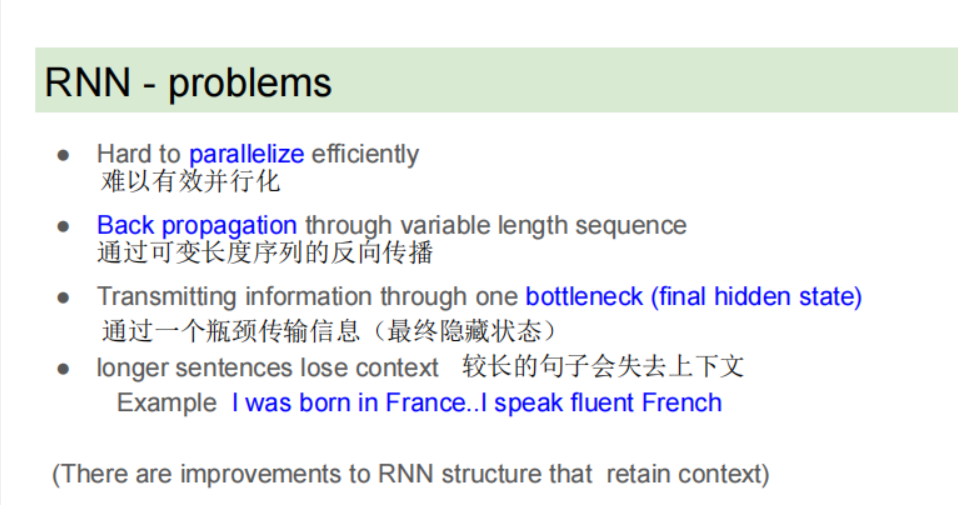 RNN - problems
● Hard to parallelize efficiently
难以有效并行化
● Back propagation through variable length sequence
通过可变长度序列的反向传播
● Transmitting information through one bottleneck (final hidden state)
通过一个瓶颈传输信息（最终隐藏状态）
● longer sentences lose context 较长的句子会失去上下文
Example I was born in France..I speak fluent French
(There are improvements to RNN structure that retain context)